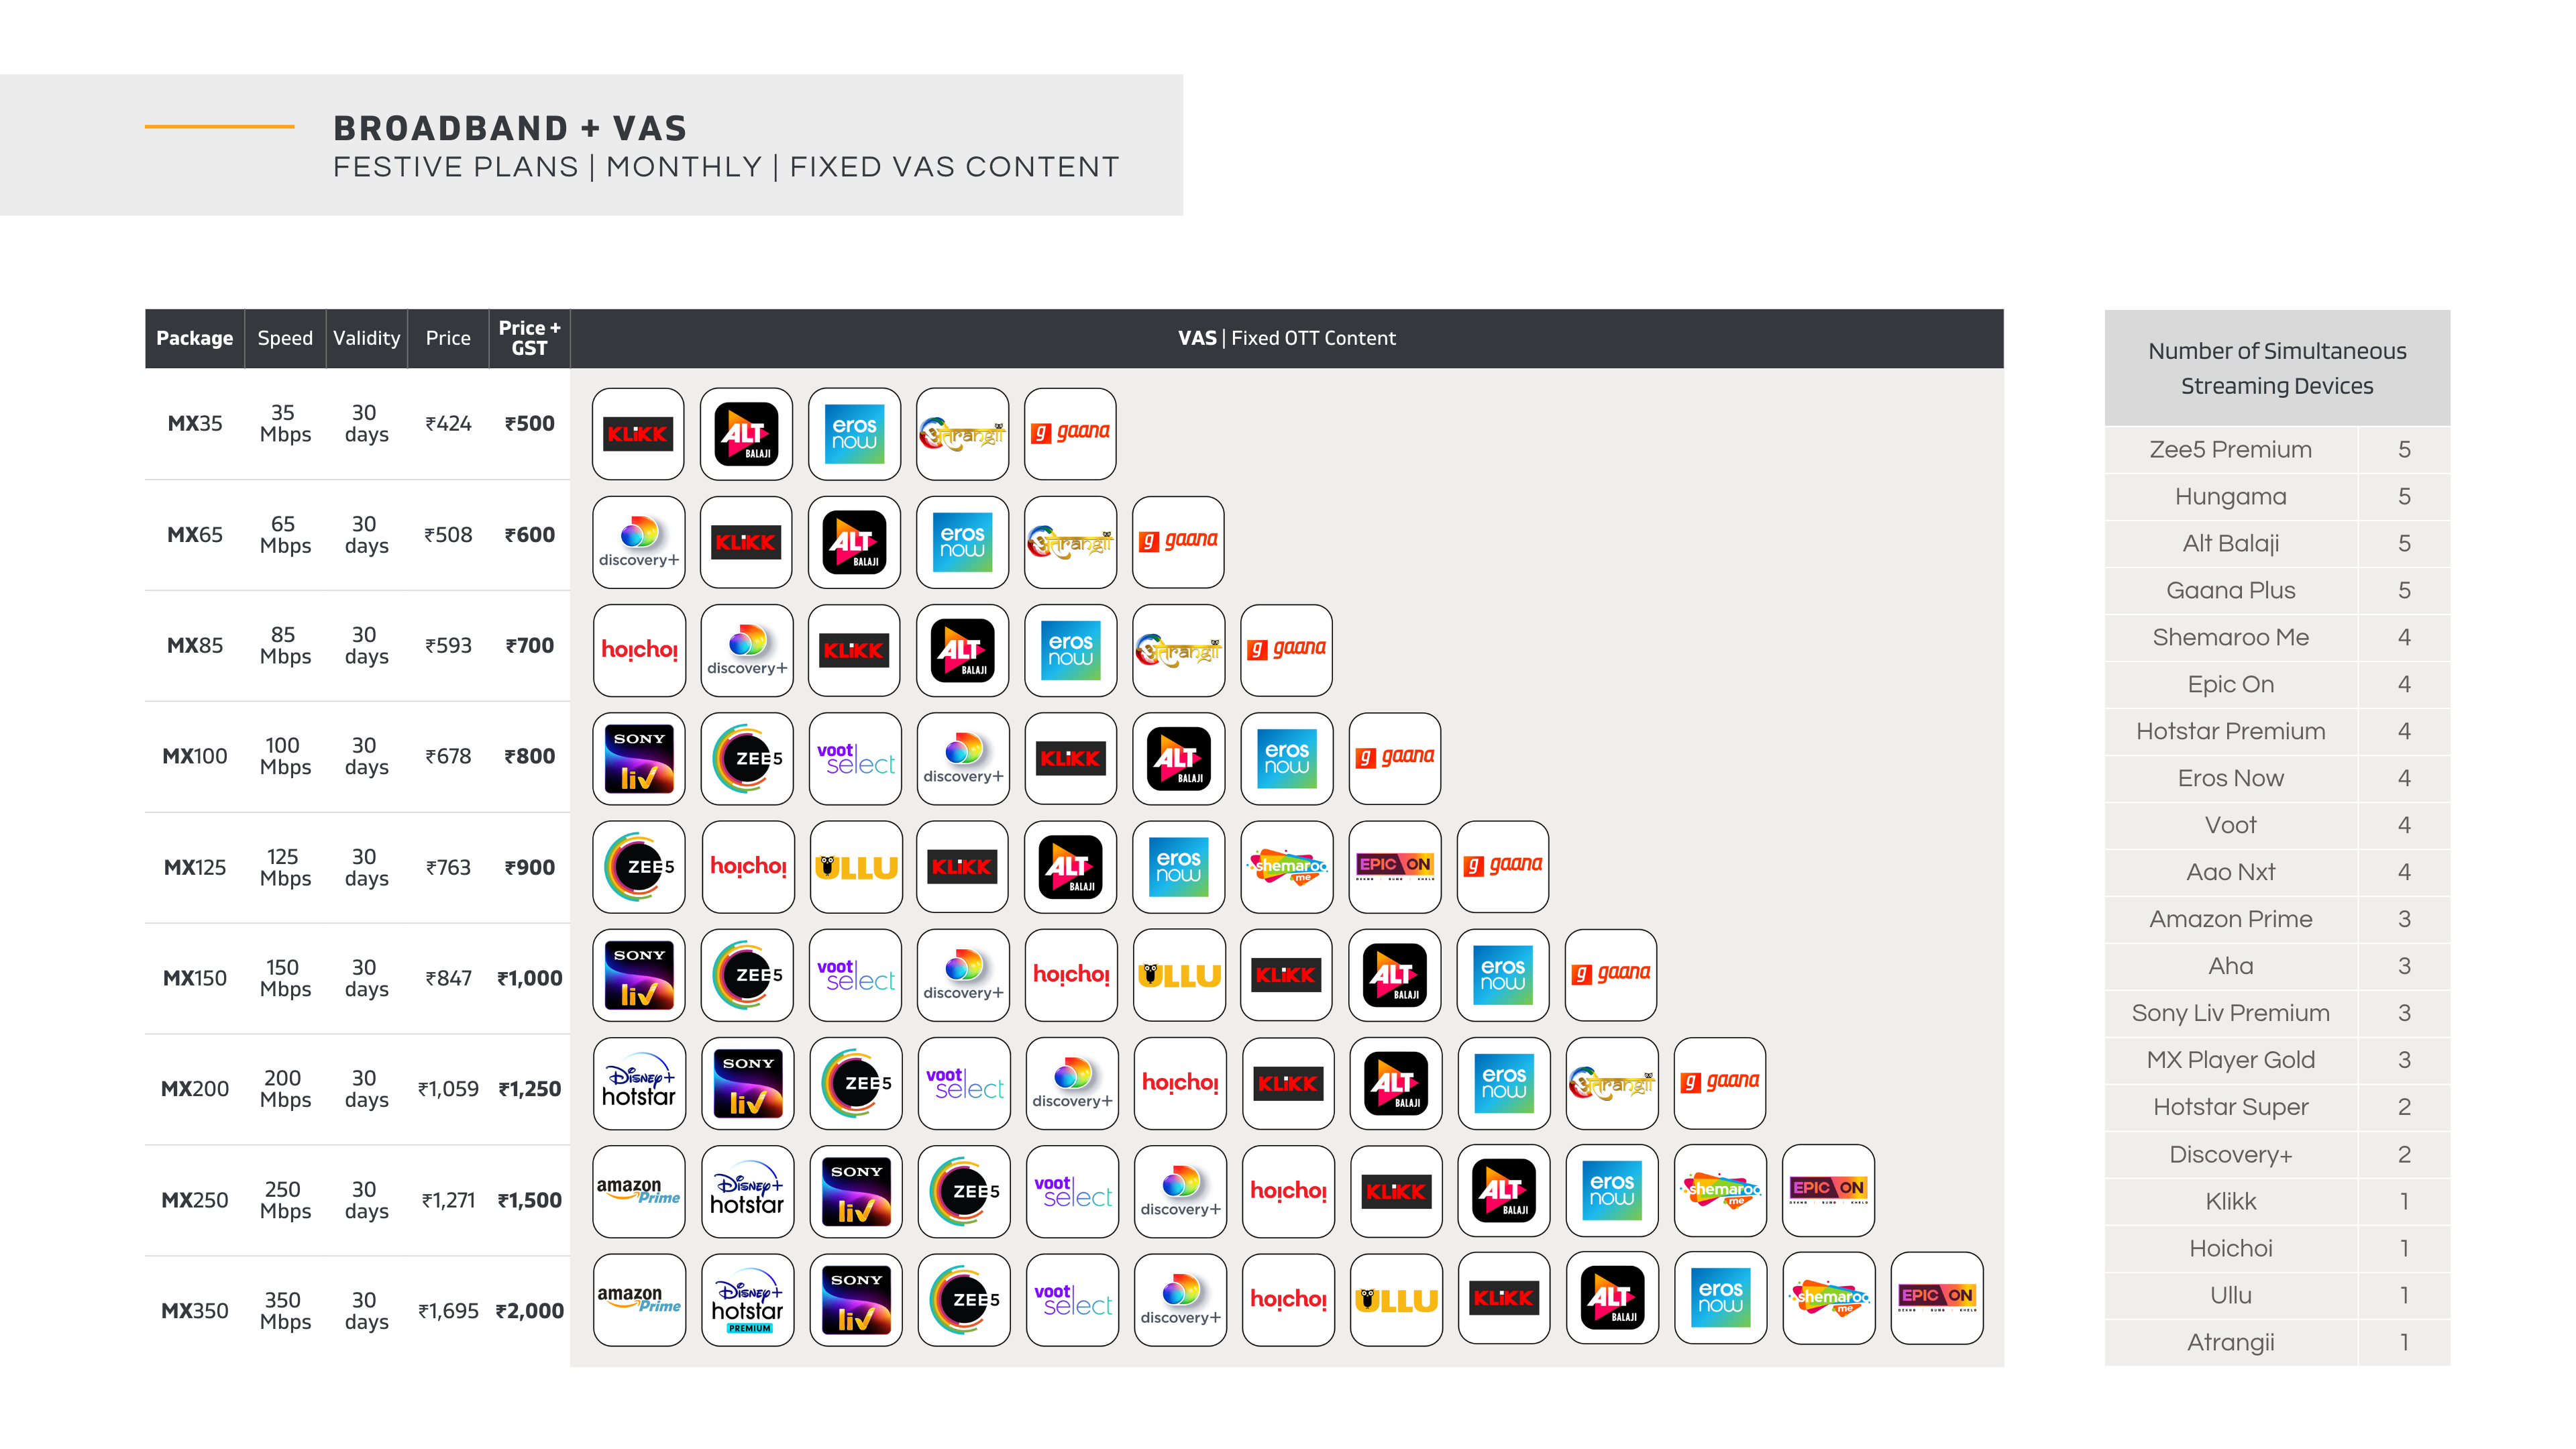 BROADBAND + VAS
FESTIVE PLANS | MONTHLY | FIXED VAS CONTENT
Package Speed Validity Price Price + GST VAS | Fixed OTT Content
MX35 35 Mbps 30 days ₹424 ₹500 KLiKK ALT BALAJI eros now अतrangii g gaana
MX65 65 Mbps 30 days ₹508 ₹600 discovery+ KLiKK ALT BALAJI eros now अतrangii g gaana
MX85 85 Mbps 30 days ₹593 ₹700 hoichoi discovery+ KLiKK ALT BALAJI eros now अतrangii g gaana
MX100 100 Mbps 30 days ₹678 ₹800 SONY liv ZEE5 voot select discovery+ KLiKK ALT BALAJI eros now g gaana
MX125 125 Mbps 30 days ₹763 ₹900 ZEE5 hoichoi ULLU KLiKK ALT BALAJI eros now shemaroo me EPIC ON g gaana
MX150 150 Mbps 30 days ₹847 ₹1,000 SONY liv ZEE5 voot select discovery+ hoichoi ULLU KLiKK ALT BALAJI eros now g gaana
MX200 200 Mbps 30 days ₹1,059 ₹1,250 Disney+ hotstar SONY liv ZEE5 voot select discovery+ hoichoi KLiKK ALT BALAJI eros now अतrangii g gaana
MX250 250 Mbps 30 days ₹1,271 ₹1,500 amazon Prime Disney+ hotstar SONY liv ZEE5 voot select discovery+ hoichoi KLiKK ALT BALAJI eros now shemaroo me EPIC ON
MX350 350 Mbps 30 days ₹1,695 ₹2,000 amazon Prime Disney+ hotstar PREMIUM SONY liv ZEE5 voot select discovery+ hoichoi ULLU KLiKK ALT BALAJI eros now shemaroo me EPIC ON
Number of Simultaneous
Streaming Devices
Zee5 Premium 5
Hungama 5
Alt Balaji 5
Gaana Plus 5
Shemaroo Me 4
Epic On 4
Hotstar Premium 4
Eros Now 4
Voot 4
Aao Nxt 4
Amazon Prime 3
Aha 3
Sony Liv Premium 3
MX Player Gold 3
Hotstar Super 2
Discovery+ 2
Klikk 1
Hoichoi 1
Ullu 1
Atrangii 1